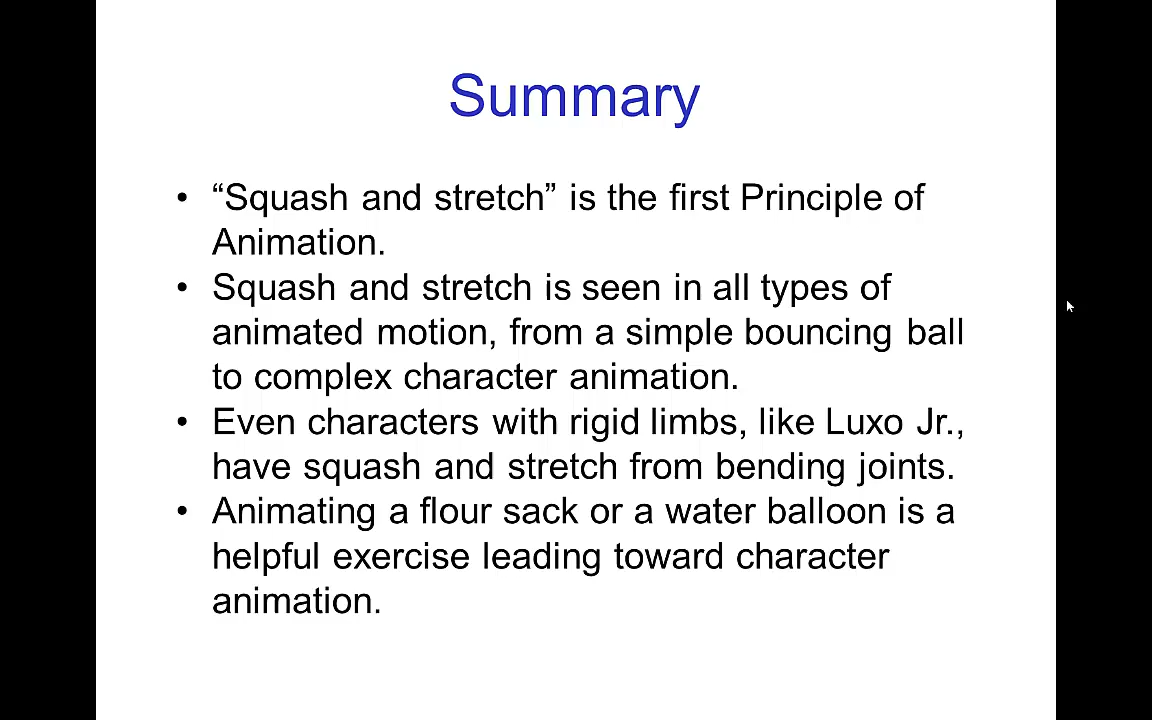 Summary
• “Squash and stretch” is the first Principle of
Animation.
• Squash and stretch is seen in all types of
animated motion, from a simple bouncing ball
to complex character animation.
• Even characters with rigid limbs, like Luxo Jr.,
have squash and stretch from bending joints.
• Animating a flour sack or a water balloon is a
helpful exercise leading toward character
animation.